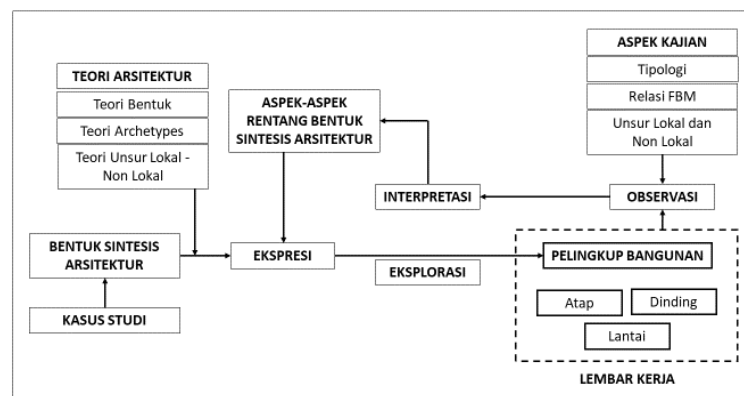 TEORI ARSITEKTUR
Teori Bentuk
Teori Archetypes
Teori Unsur Lokal -
Non Lokal
ASPEK-ASPEK
RENTANG BENTUK
SINTESIS ARSITEKTUR
ASPEK KAJIAN
Tipologi
Relasi FBM
Unsur Lokal dan
Non Lokal
INTERPRETASI
OBSERVASI
BENTUK SINTESIS
ARSITEKTUR
EKSPRESI
EKSPLORASI
PELINGKUP BANGUNAN
Atap
Dinding
Lantai
KASUS STUDI
LEMBAR KERJA